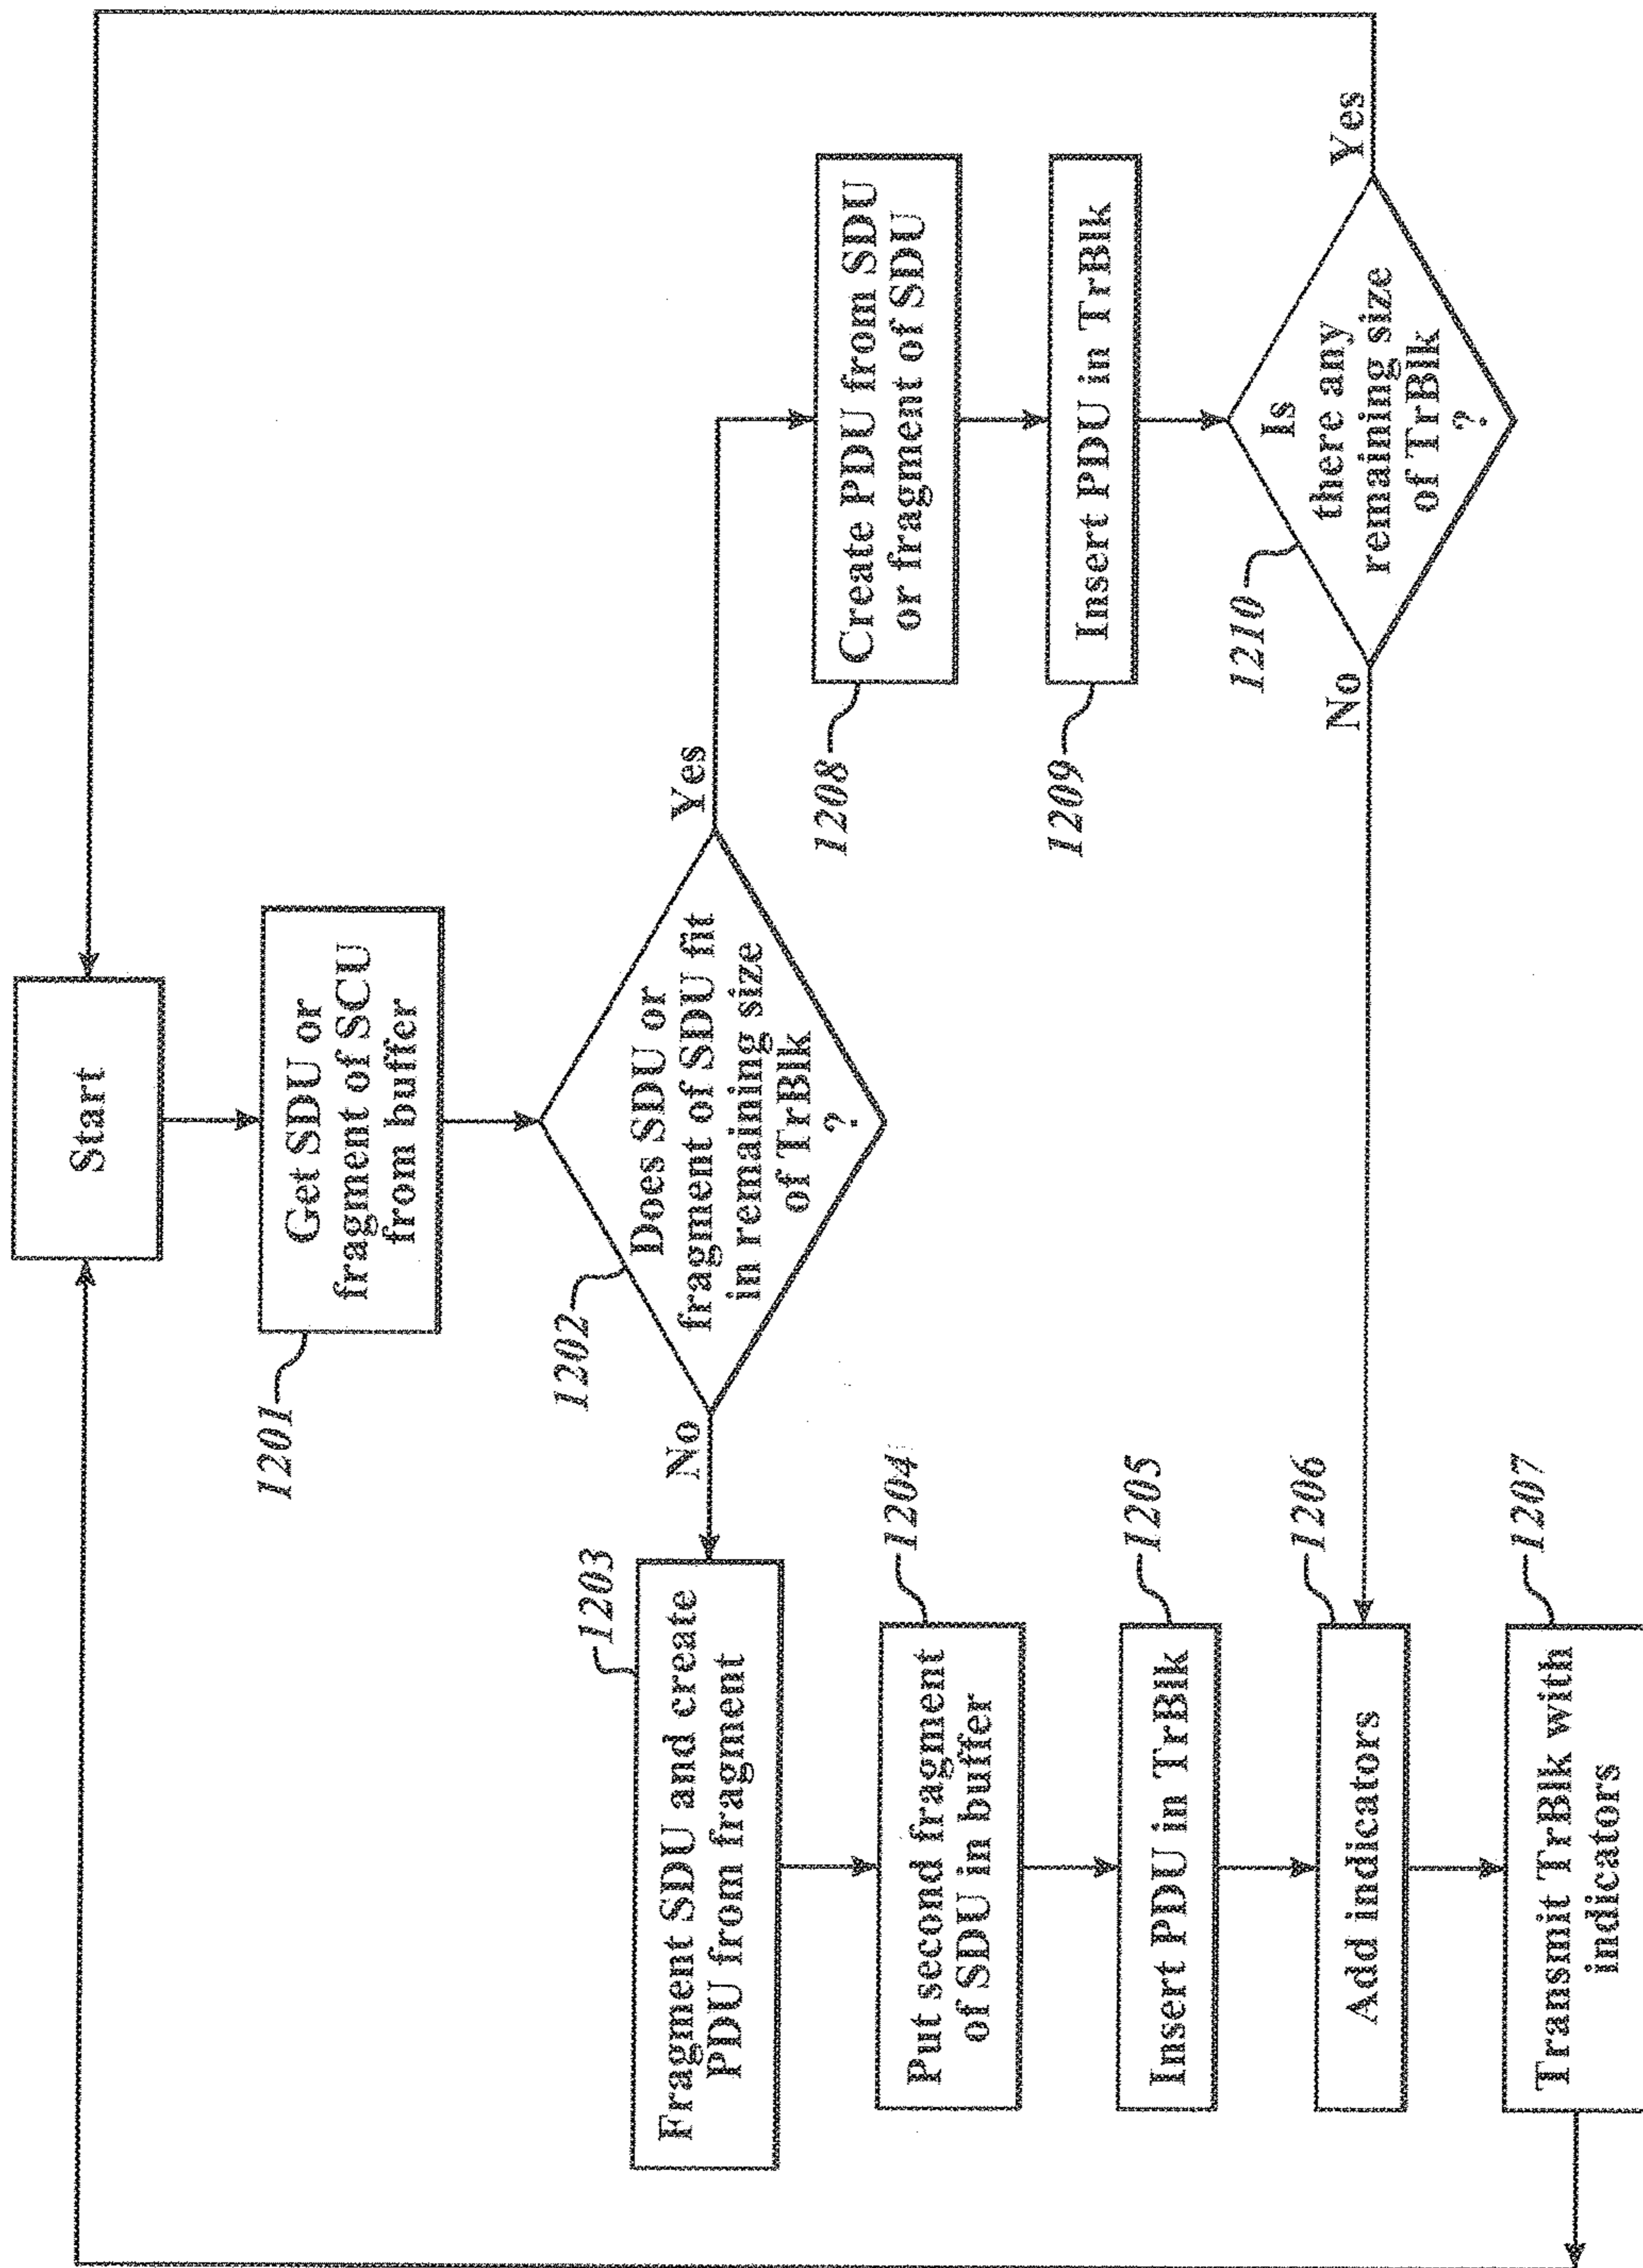 Start
Get SDU or
fragment of SCU
from buffer
1201
Does SDU or
fragment of SDU fit
in remaining size
of TrBlk
?
1202
No
Yes
1203
Fragment SDU and create
PDU from fragment
Put second fragment
of SDU in buffer
1204
Insert PDU in TrBlk
1205
Add indicators
1206
Transmit TrBlk with
indicators
1207
Create PDU from SDU
or fragment of SDU
1208
Insert PDU in TrBlk
1209
Is
there any
remaining size
of TrBlk
?
1210
No
Yes